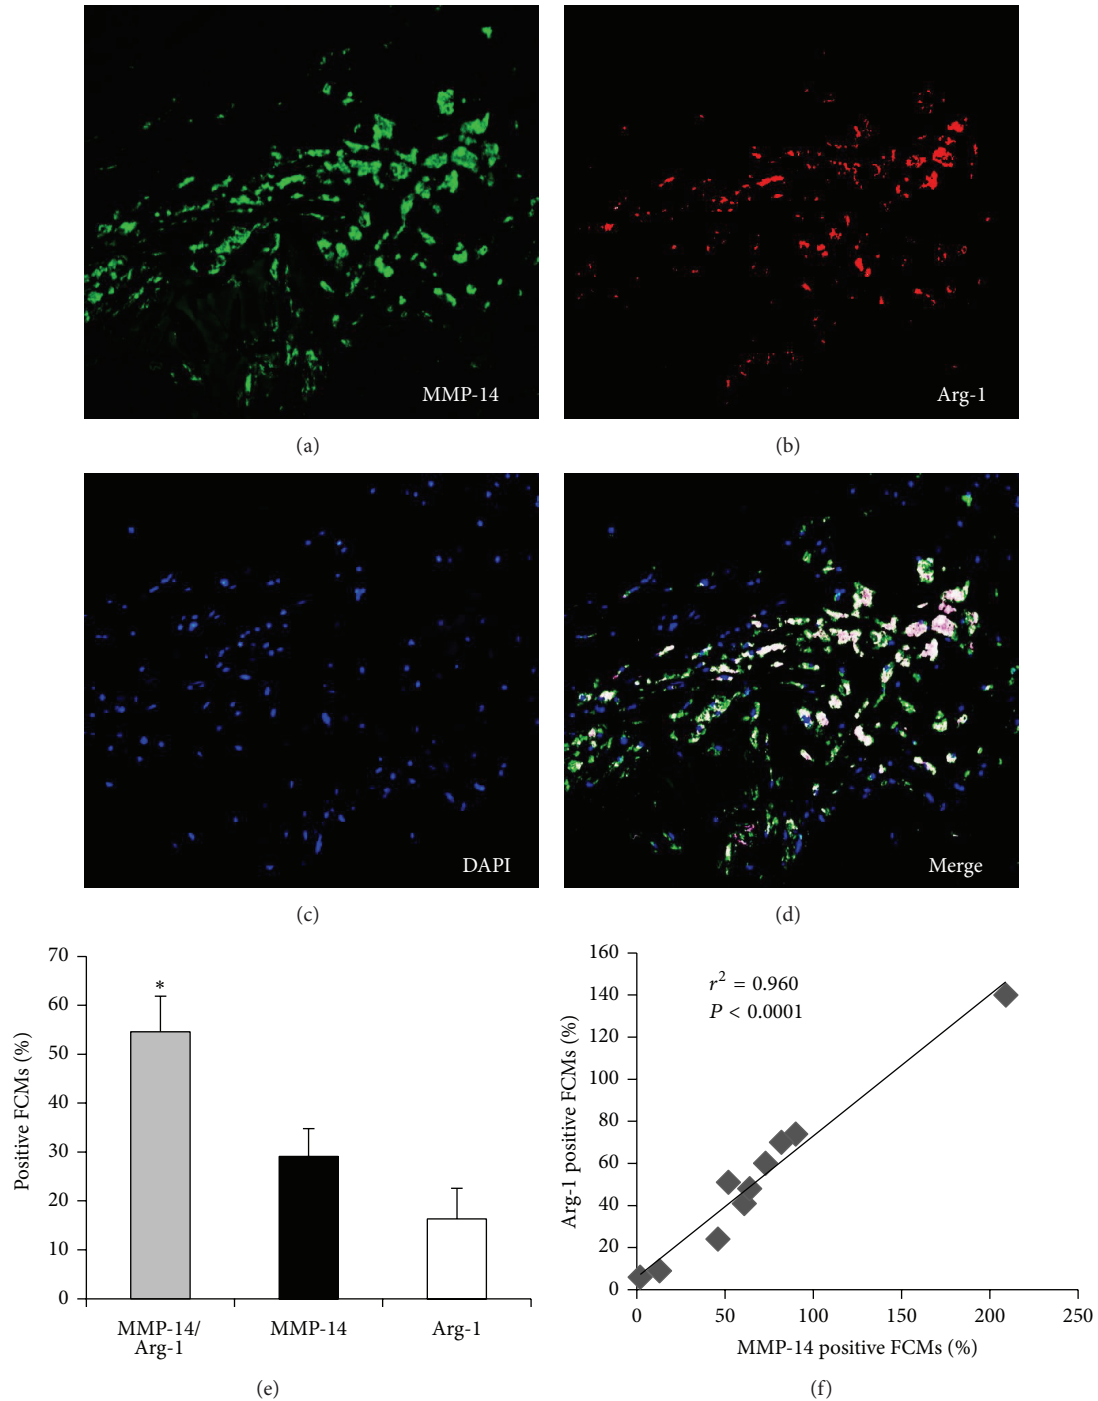 MMP-14
Arg-1
(a)
(b)
DAPI
Merge
(c)
(d)
70
60
50
40
30
20
10
0
Positive FCMs (%)
*
MMP-14/
Arg-1
MMP-14
Arg-1
(e)
160
140
120
100
80
60
40
20
0
Arg-1 positive FCMs (%)
r² = 0.960
P < 0.0001
0 50 100 150 200 250
MMP-14 positive FCMs (%)
(f)